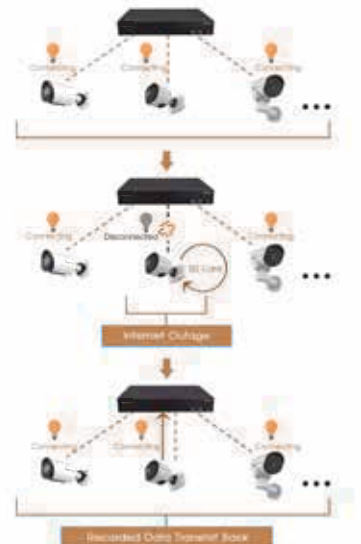 Connecting
Connecting
Connecting
Connecting
Disconnected
Connecting
SD Card
Internet Outage
Connecting
Connecting
Connecting
Recorded Data Transmit Back